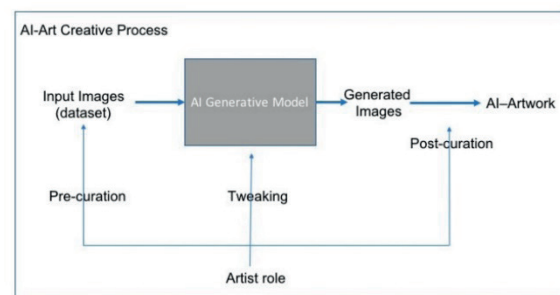 AI-Art Creative Process
Input Images
(dataset)
AI Generative Model
Generated
Images
AI–Artwork
Post-curation
Pre-curation
Tweaking
Artist role